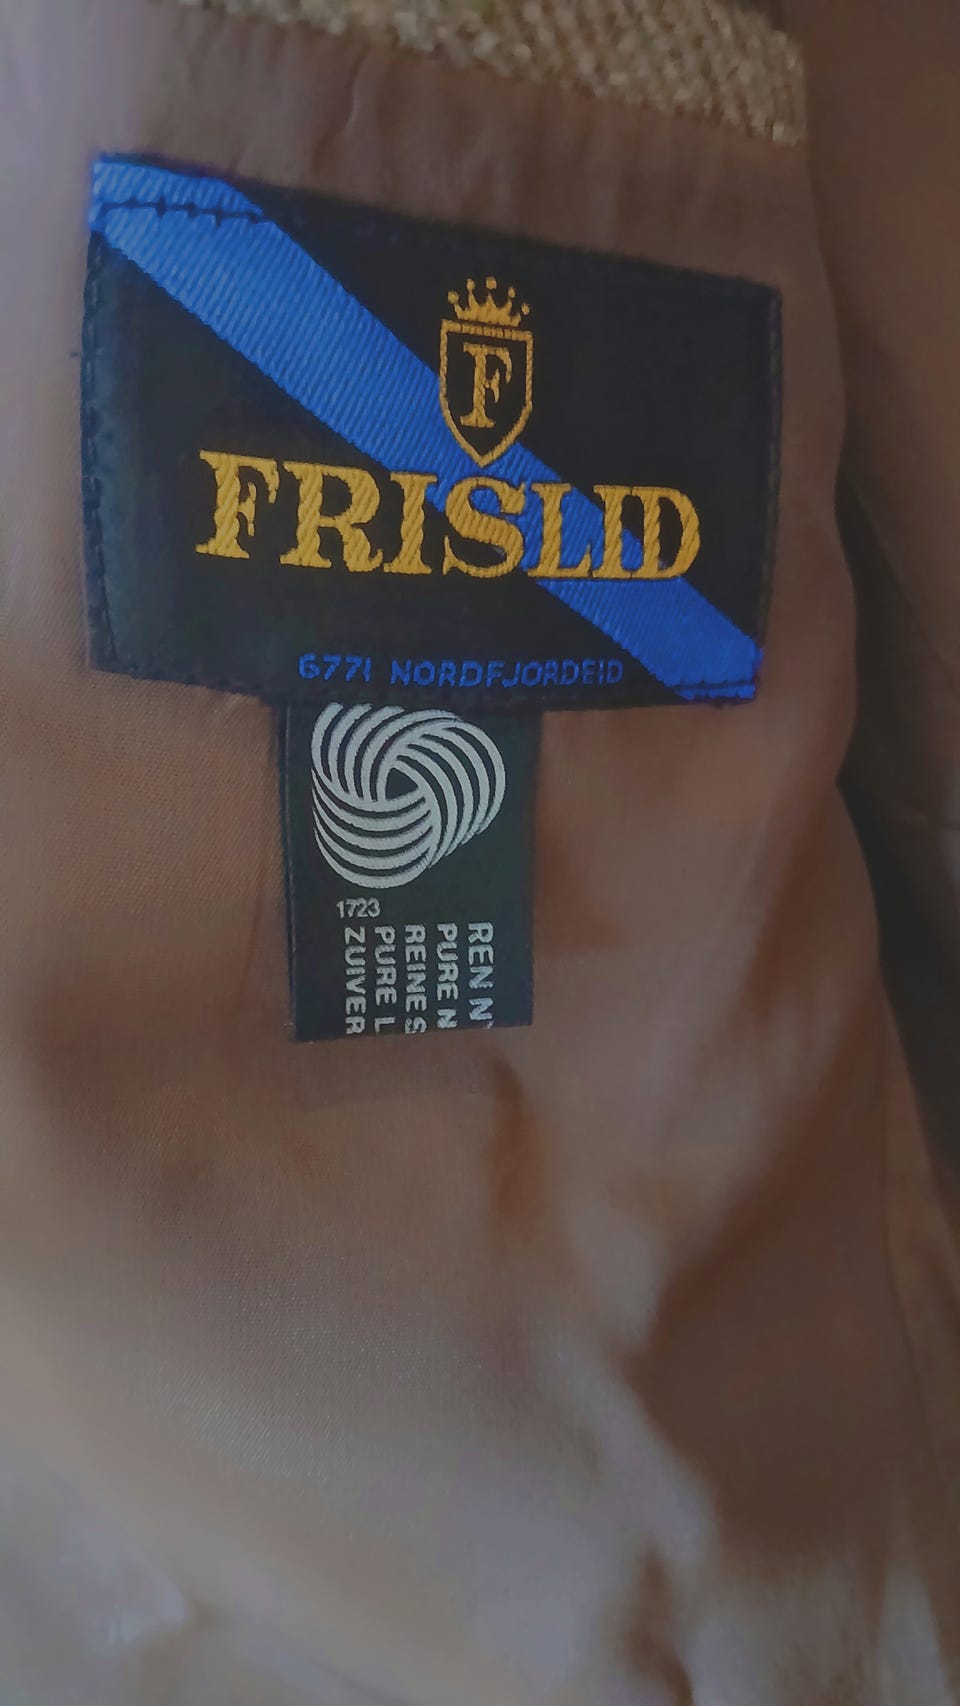 F
FRISLID
6771 NORDFJORDEID
1723
REN N
PURE N
REINE S
PURE L
ZUIVER